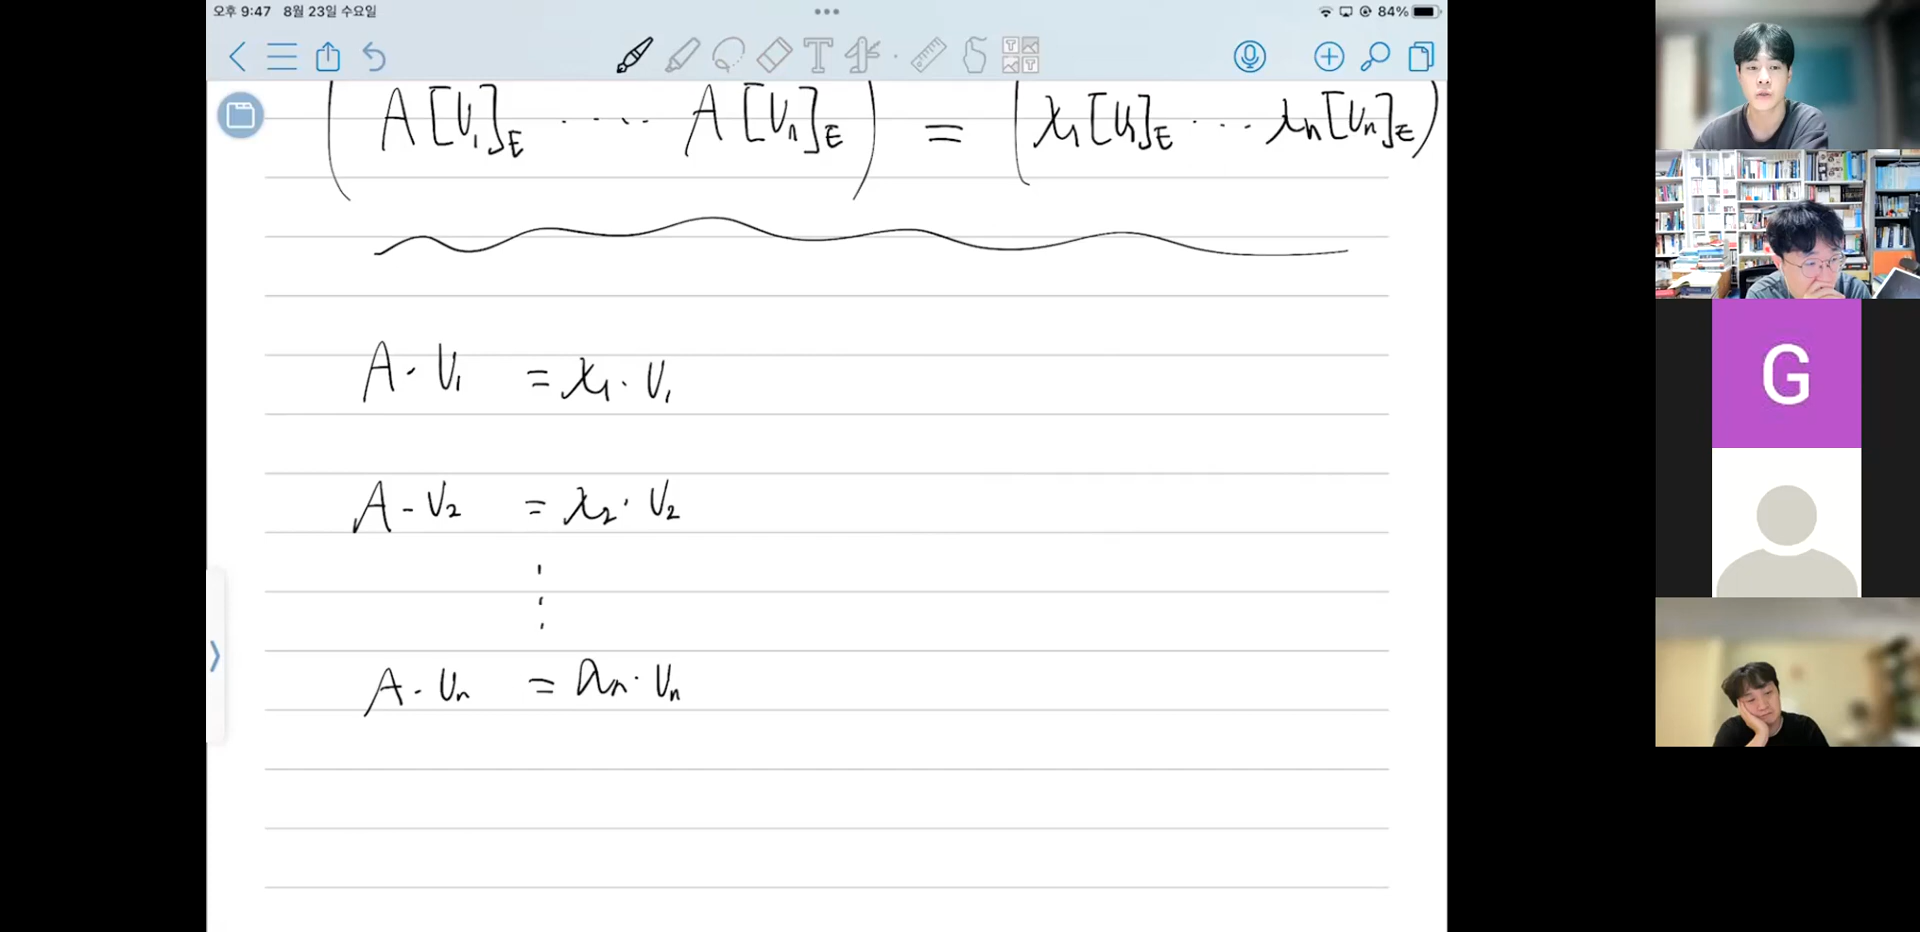 오후 9:47 8월 23일 수요일 84%
( A[v₁]_E ····· A[vₙ]_E ) = ( λ₁[v₁]_E ··· λₙ[vₙ]_E )
A · v₁ = λ₁ · v₁
A · v₂ = λ₂ · v₂
⋮
A · vₙ = λₙ · vₙ
G